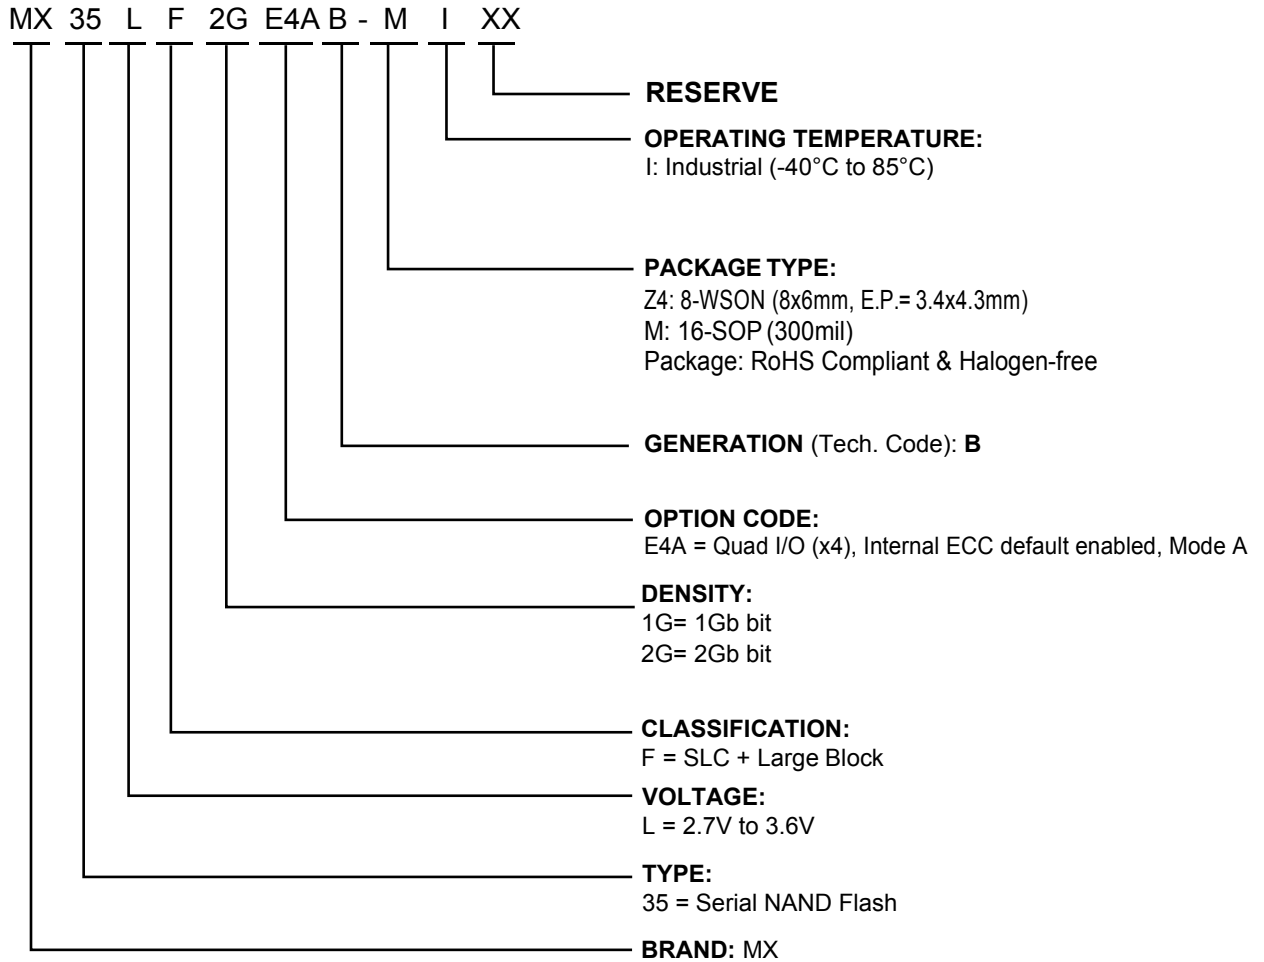 MX 35 L F 2G E4A B - M I XX
RESERVE
OPERATING TEMPERATURE:
I: Industrial (-40°C to 85°C)
PACKAGE TYPE:
Z4: 8-WSON (8x6mm, E.P.= 3.4x4.3mm)
M: 16-SOP (300mil)
Package: RoHS Compliant & Halogen-free
GENERATION (Tech. Code): B
OPTION CODE:
E4A = Quad I/O (x4), Internal ECC default enabled, Mode A
DENSITY:
1G= 1Gb bit
2G= 2Gb bit
CLASSIFICATION:
F = SLC + Large Block
VOLTAGE:
L = 2.7V to 3.6V
TYPE:
35 = Serial NAND Flash
BRAND: MX